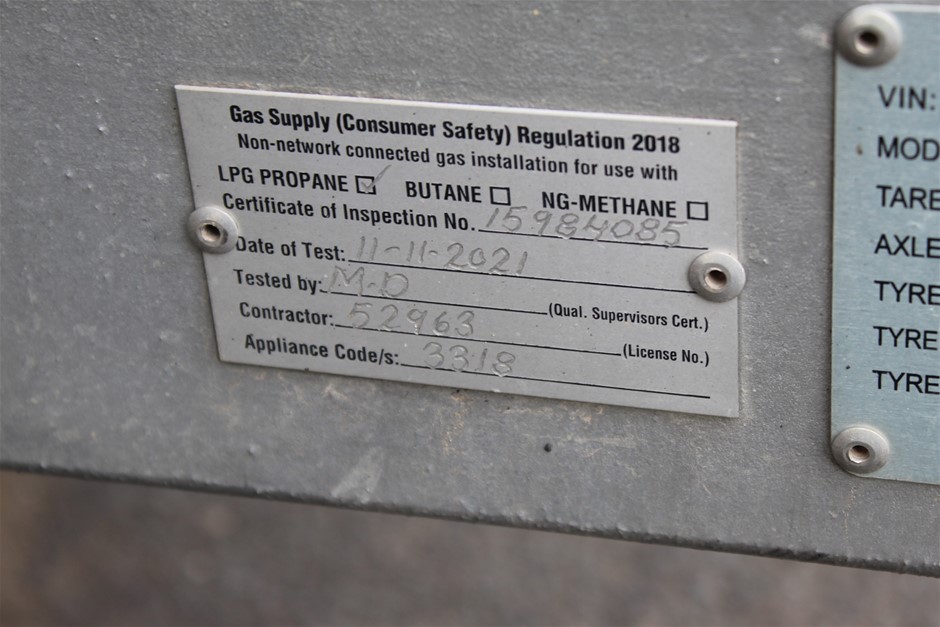 Gas Supply (Consumer Safety) Regulation 2018
Non-network connected gas installation for use with
LPG PROPANE ☑ BUTANE ☐ NG-METHANE ☐
Certificate of Inspection No. 15984085
Date of Test: 11-11-2021
Tested by: M.D (Qual. Supervisors Cert.)
Contractor: 52963 (License No.)
Appliance Code/s: 3318
VIN:
MOD
TARE
AXLE
TYRE
TYRE
TYRE